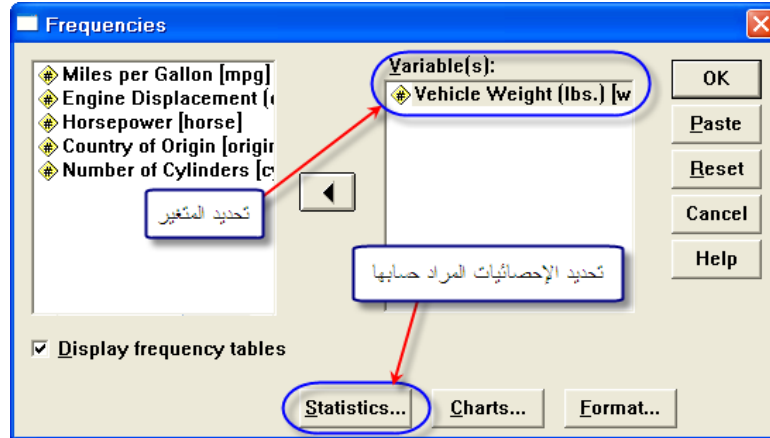 Frequencies
Miles per Gallon [mpg]
Engine Displacement (
Horsepower [horse]
Country of Origin [origin
Number of Cylinders [cy
تحديد المتغير
Variable(s):
Vehicle Weight (lbs.) [w
تحديد الإحصائيات المراد حسابها
OK
Paste
Reset
Cancel
Help
Display frequency tables
Statistics...
Charts...
Format...